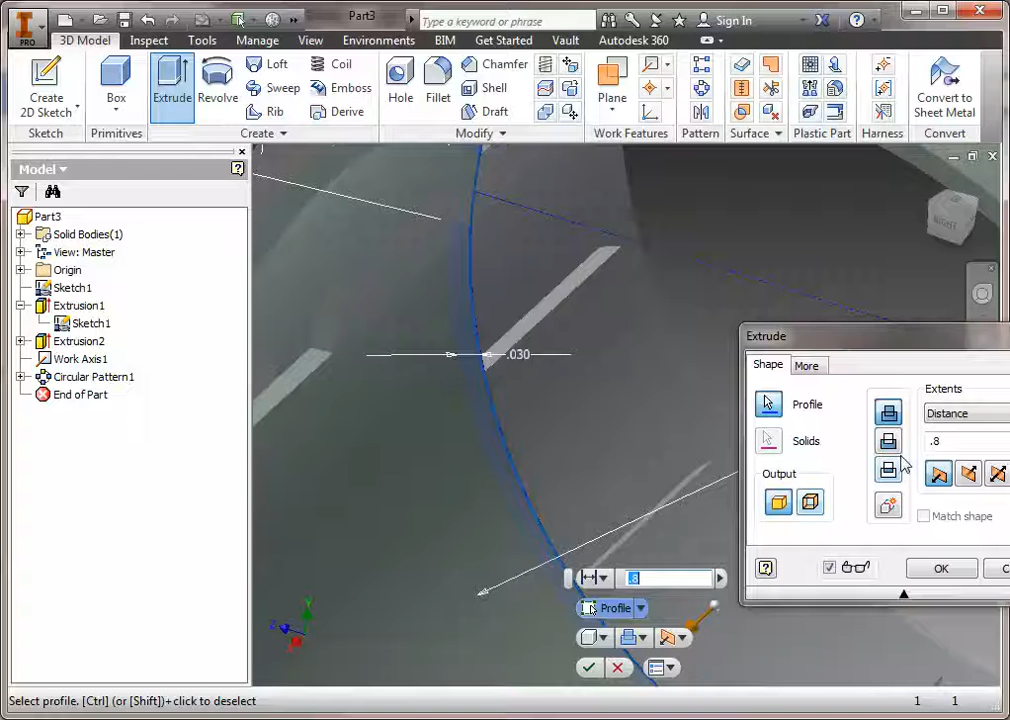 Part3
Type a keyword or phrase
Sign In
PRO
3D Model
Inspect
Tools
Manage
View
Environments
BIM
Get Started
Vault
Autodesk 360
Create
2D Sketch
Box
Extrude
Revolve
Loft
Sweep
Rib
Coil
Emboss
Derive
Hole
Fillet
Chamfer
Shell
Draft
Plane
Convert to
Sheet Metal
Sketch
Primitives
Create
Modify
Work Features
Pattern
Surface
Plastic Part
Harness
Convert
Model
Part3
Solid Bodies(1)
View: Master
Origin
Sketch1
Extrusion1
Sketch1
Extrusion2
Work Axis1
Circular Pattern1
End of Part
RIGHT
.030
Extrude
Shape
More
Profile
Solids
Output
Extents
Distance
.8
Match shape
OK
C
.8
Profile
Y
Z
Select profile. [Ctrl] (or [Shift])+click to deselect
1
1